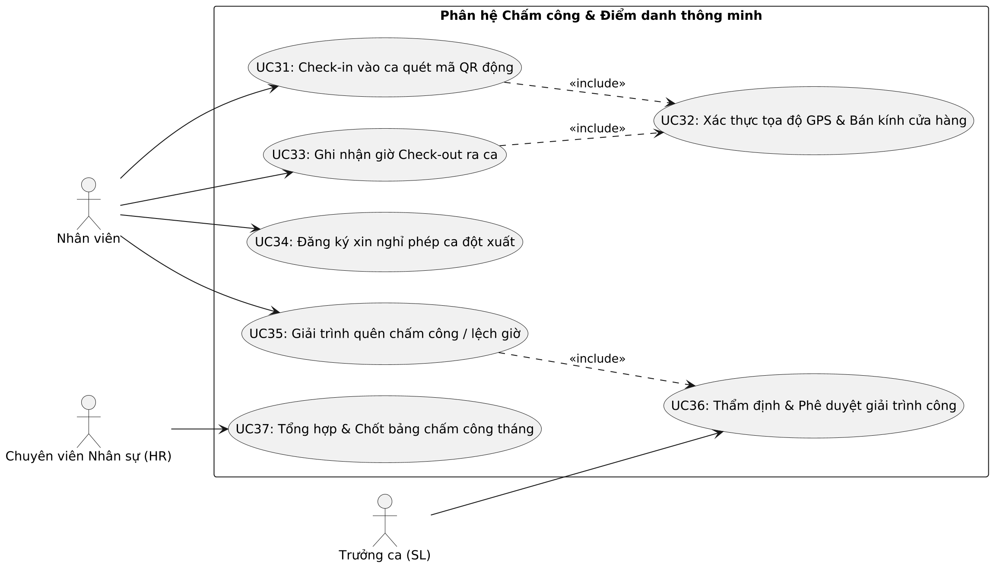 Phân hệ Chấm công & Điểm danh thông minh
UC31: Check-in vào ca quét mã QR động
«include»
UC32: Xác thực tọa độ GPS & Bán kính cửa hàng
«include»
UC33: Ghi nhận giờ Check-out ra ca
Nhân viên
UC34: Đăng ký xin nghỉ phép ca đột xuất
UC35: Giải trình quên chấm công / lệch giờ
«include»
UC36: Thẩm định & Phê duyệt giải trình công
UC37: Tổng hợp & Chốt bảng chấm công tháng
Chuyên viên Nhân sự (HR)
Trưởng ca (SL)